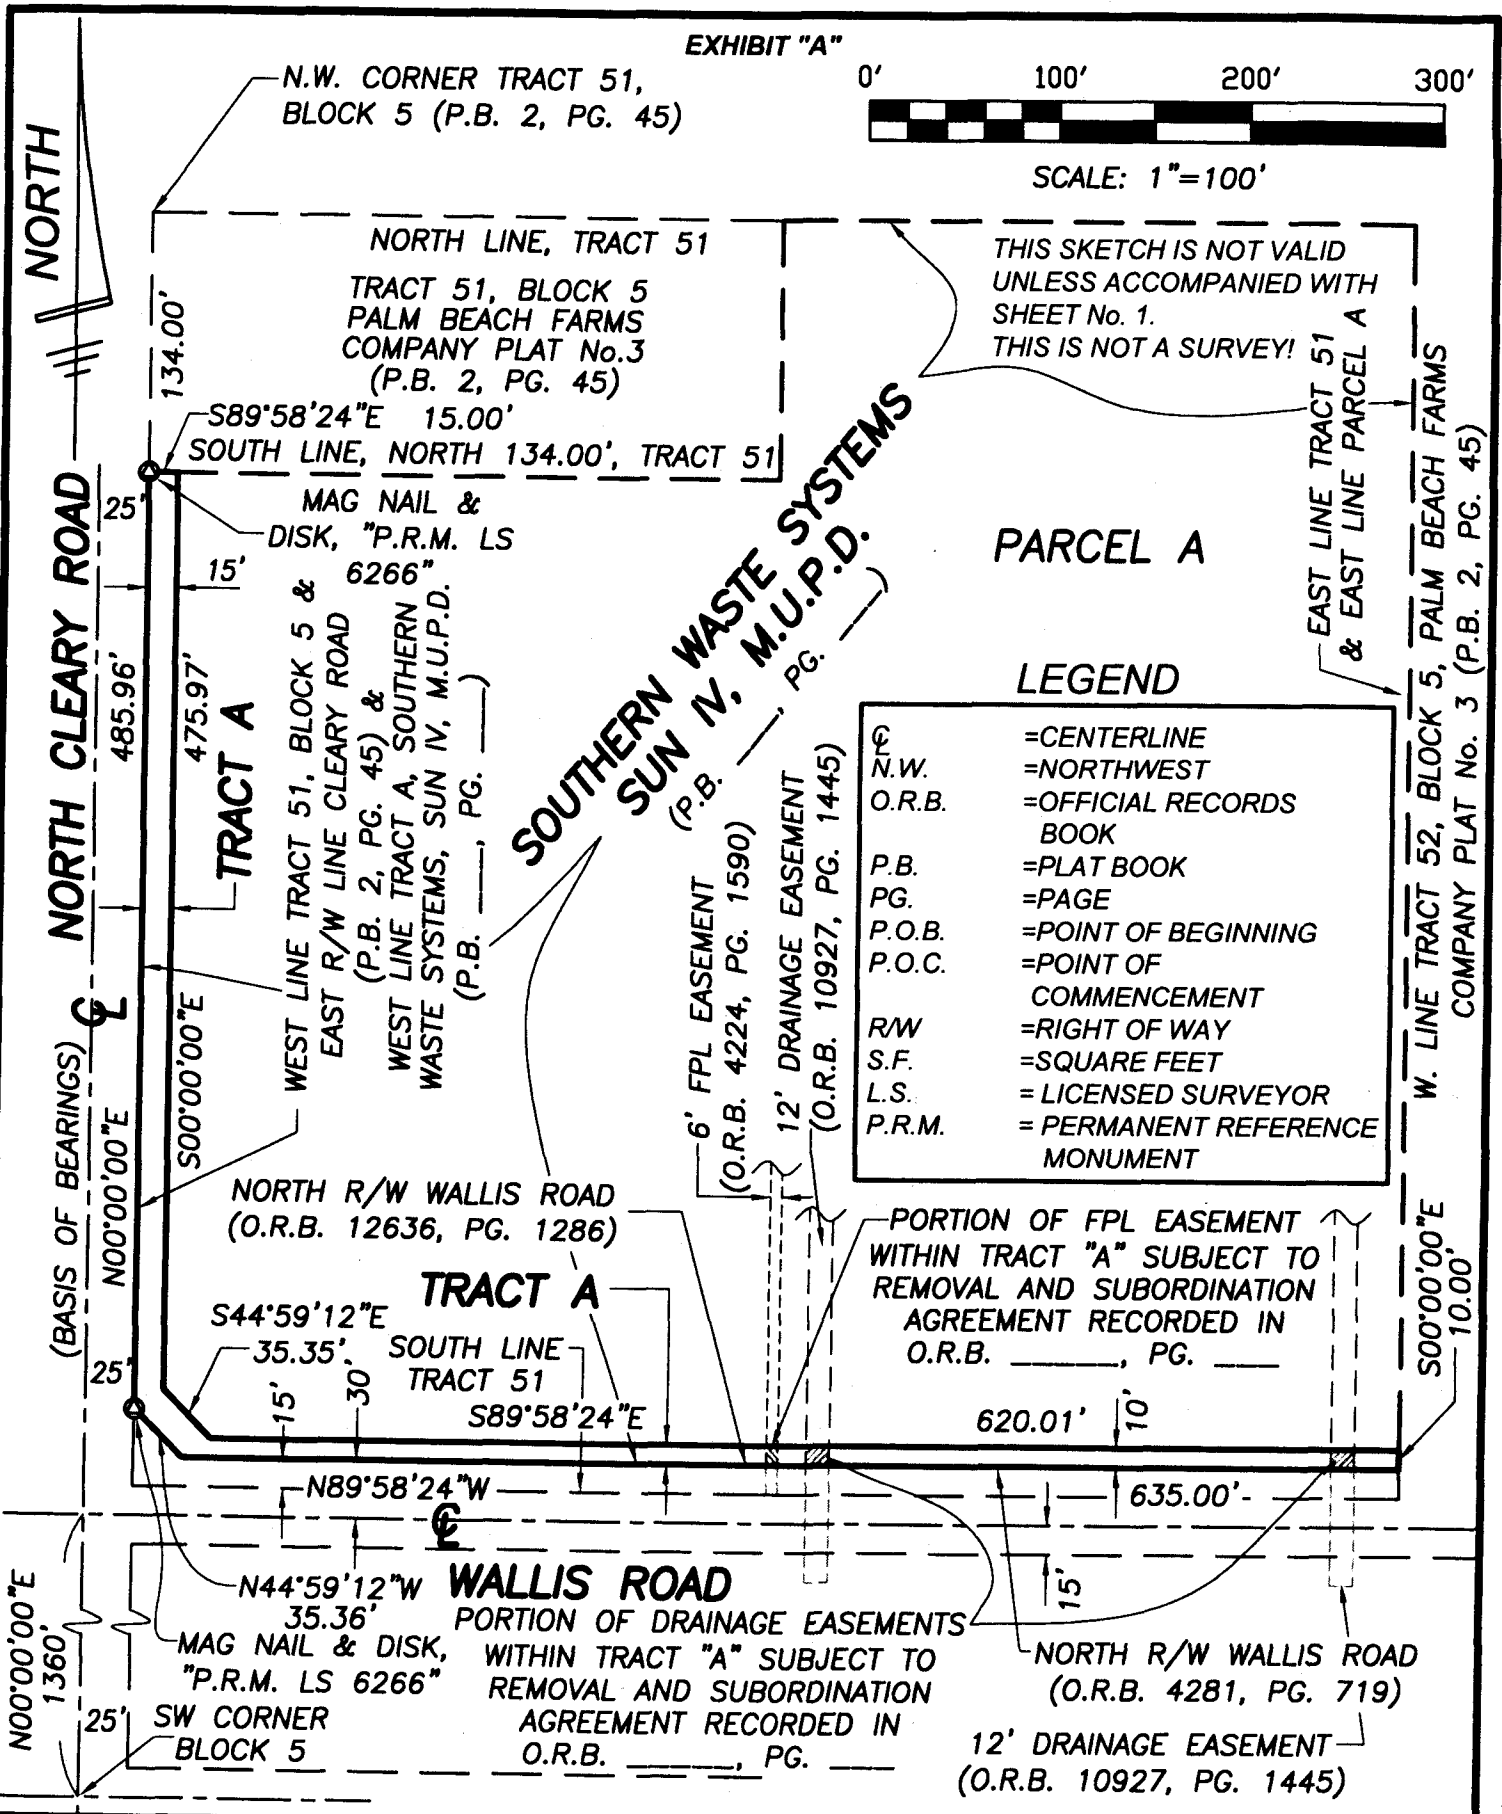 EXHIBIT "A"
N.W. CORNER TRACT 51,
BLOCK 5 (P.B. 2, PG. 45)
0' 100' 200' 300'
SCALE: 1"=100'
NORTH
NORTH LINE, TRACT 51
TRACT 51, BLOCK 5
PALM BEACH FARMS
COMPANY PLAT No.3
(P.B. 2, PG. 45)
134.00'
THIS SKETCH IS NOT VALID
UNLESS ACCOMPANIED WITH
SHEET No. 1.
THIS IS NOT A SURVEY!
S89°58'24"E 15.00'
SOUTH LINE, NORTH 134.00', TRACT 51
MAG NAIL &
DISK, "P.R.M. LS
6266"
25'
15'
NORTH CLEARY ROAD
485.96'
475.97'
TRACT A
WEST LINE TRACT 51, BLOCK 5 &
EAST R/W LINE CLEARY ROAD
(P.B. 2, PG. 45) &
WEST LINE TRACT A, SOUTHERN
WASTE SYSTEMS, SUN IV, M.U.P.D.
(P.B. ____, PG. ____)
SOUTHERN WASTE SYSTEMS
SUN IV, M.U.P.D.
(P.B. ____, PG. ____)
PARCEL A
EAST LINE TRACT 51
& EAST LINE PARCEL A
W. LINE TRACT 52, BLOCK 5, PALM BEACH FARMS
COMPANY PLAT No. 3 (P.B. 2, PG. 45)
LEGEND
℄ =CENTERLINE
N.W. =NORTHWEST
O.R.B. =OFFICIAL RECORDS
BOOK
P.B. =PLAT BOOK
PG. =PAGE
P.O.B. =POINT OF BEGINNING
P.O.C. =POINT OF
COMMENCEMENT
R/W =RIGHT OF WAY
S.F. =SQUARE FEET
L.S. = LICENSED SURVEYOR
P.R.M. = PERMANENT REFERENCE
MONUMENT
6' FPL EASEMENT
(O.R.B. 4224, PG. 1590)
12' DRAINAGE EASEMENT
(O.R.B. 10927, PG. 1445)
℄
(BASIS OF BEARINGS)
N00°00'00"E
S00°00'00"E
NORTH R/W WALLIS ROAD
(O.R.B. 12636, PG. 1286)
TRACT A
PORTION OF FPL EASEMENT
WITHIN TRACT "A" SUBJECT TO
REMOVAL AND SUBORDINATION
AGREEMENT RECORDED IN
O.R.B. ______, PG. ____
S00°00'00"E
10.00'
S44°59'12"E
35.35'
SOUTH LINE
TRACT 51
25'
15'
30'
S89°58'24"E
620.01'
10'
N89°58'24"W
635.00'
℄
WALLIS ROAD
N44°59'12"W
35.36'
15'
N00°00'00"E
1360'
MAG NAIL & DISK,
"P.R.M. LS 6266"
PORTION OF DRAINAGE EASEMENTS
WITHIN TRACT "A" SUBJECT TO
REMOVAL AND SUBORDINATION
AGREEMENT RECORDED IN
O.R.B. ______, PG. ____
NORTH R/W WALLIS ROAD
(O.R.B. 4281, PG. 719)
25'
SW CORNER
BLOCK 5
12' DRAINAGE EASEMENT
(O.R.B. 10927, PG. 1445)